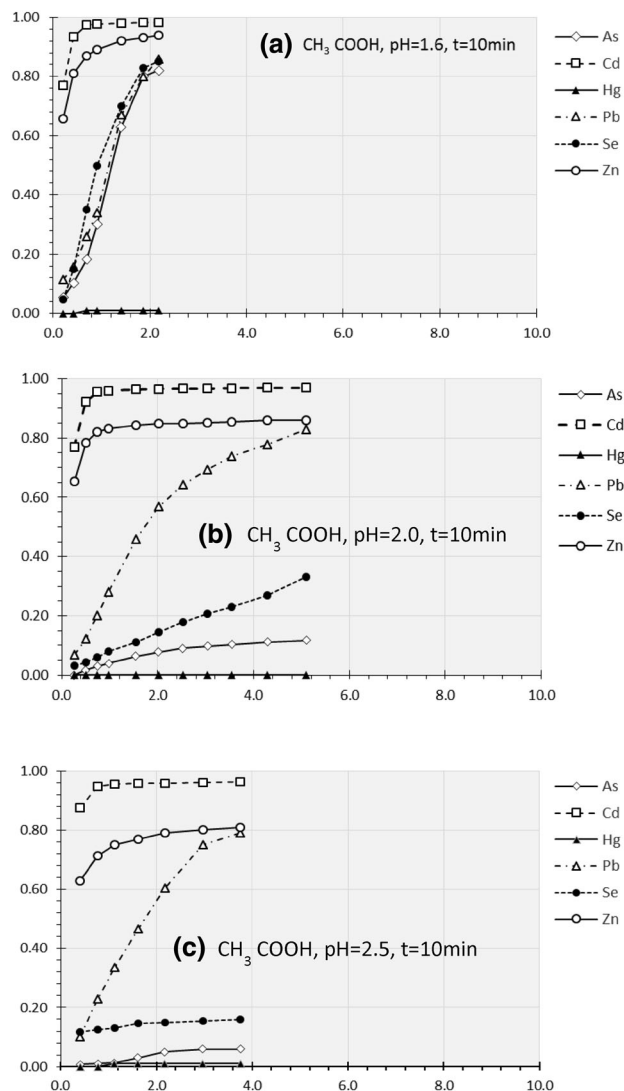 1.00
0.80
0.60
0.40
0.20
0.00
0.0 2.0 4.0 6.0 8.0 10.0
(a) CH3 COOH, pH=1.6, t=10min
As
Cd
Hg
Pb
Se
Zn
1.00
0.80
0.60
0.40
0.20
0.00
0.0 2.0 4.0 6.0 8.0 10.0
(b) CH3 COOH, pH=2.0, t=10min
As
Cd
Hg
Pb
Se
Zn
1.00
0.80
0.60
0.40
0.20
0.00
0.0 2.0 4.0 6.0 8.0 10.0
(c) CH3 COOH, pH=2.5, t=10min
As
Cd
Hg
Pb
Se
Zn